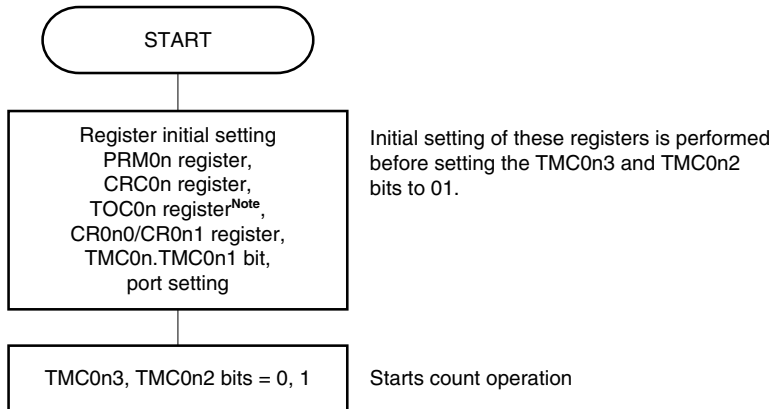 START
Register initial setting
PRM0n register,
CRC0n register,
TOC0n registerNote,
CR0n0/CR0n1 register,
TMC0n.TMC0n1 bit,
port setting
Initial setting of these registers is performed
before setting the TMC0n3 and TMC0n2
bits to 01.
TMC0n3, TMC0n2 bits = 0, 1
Starts count operation